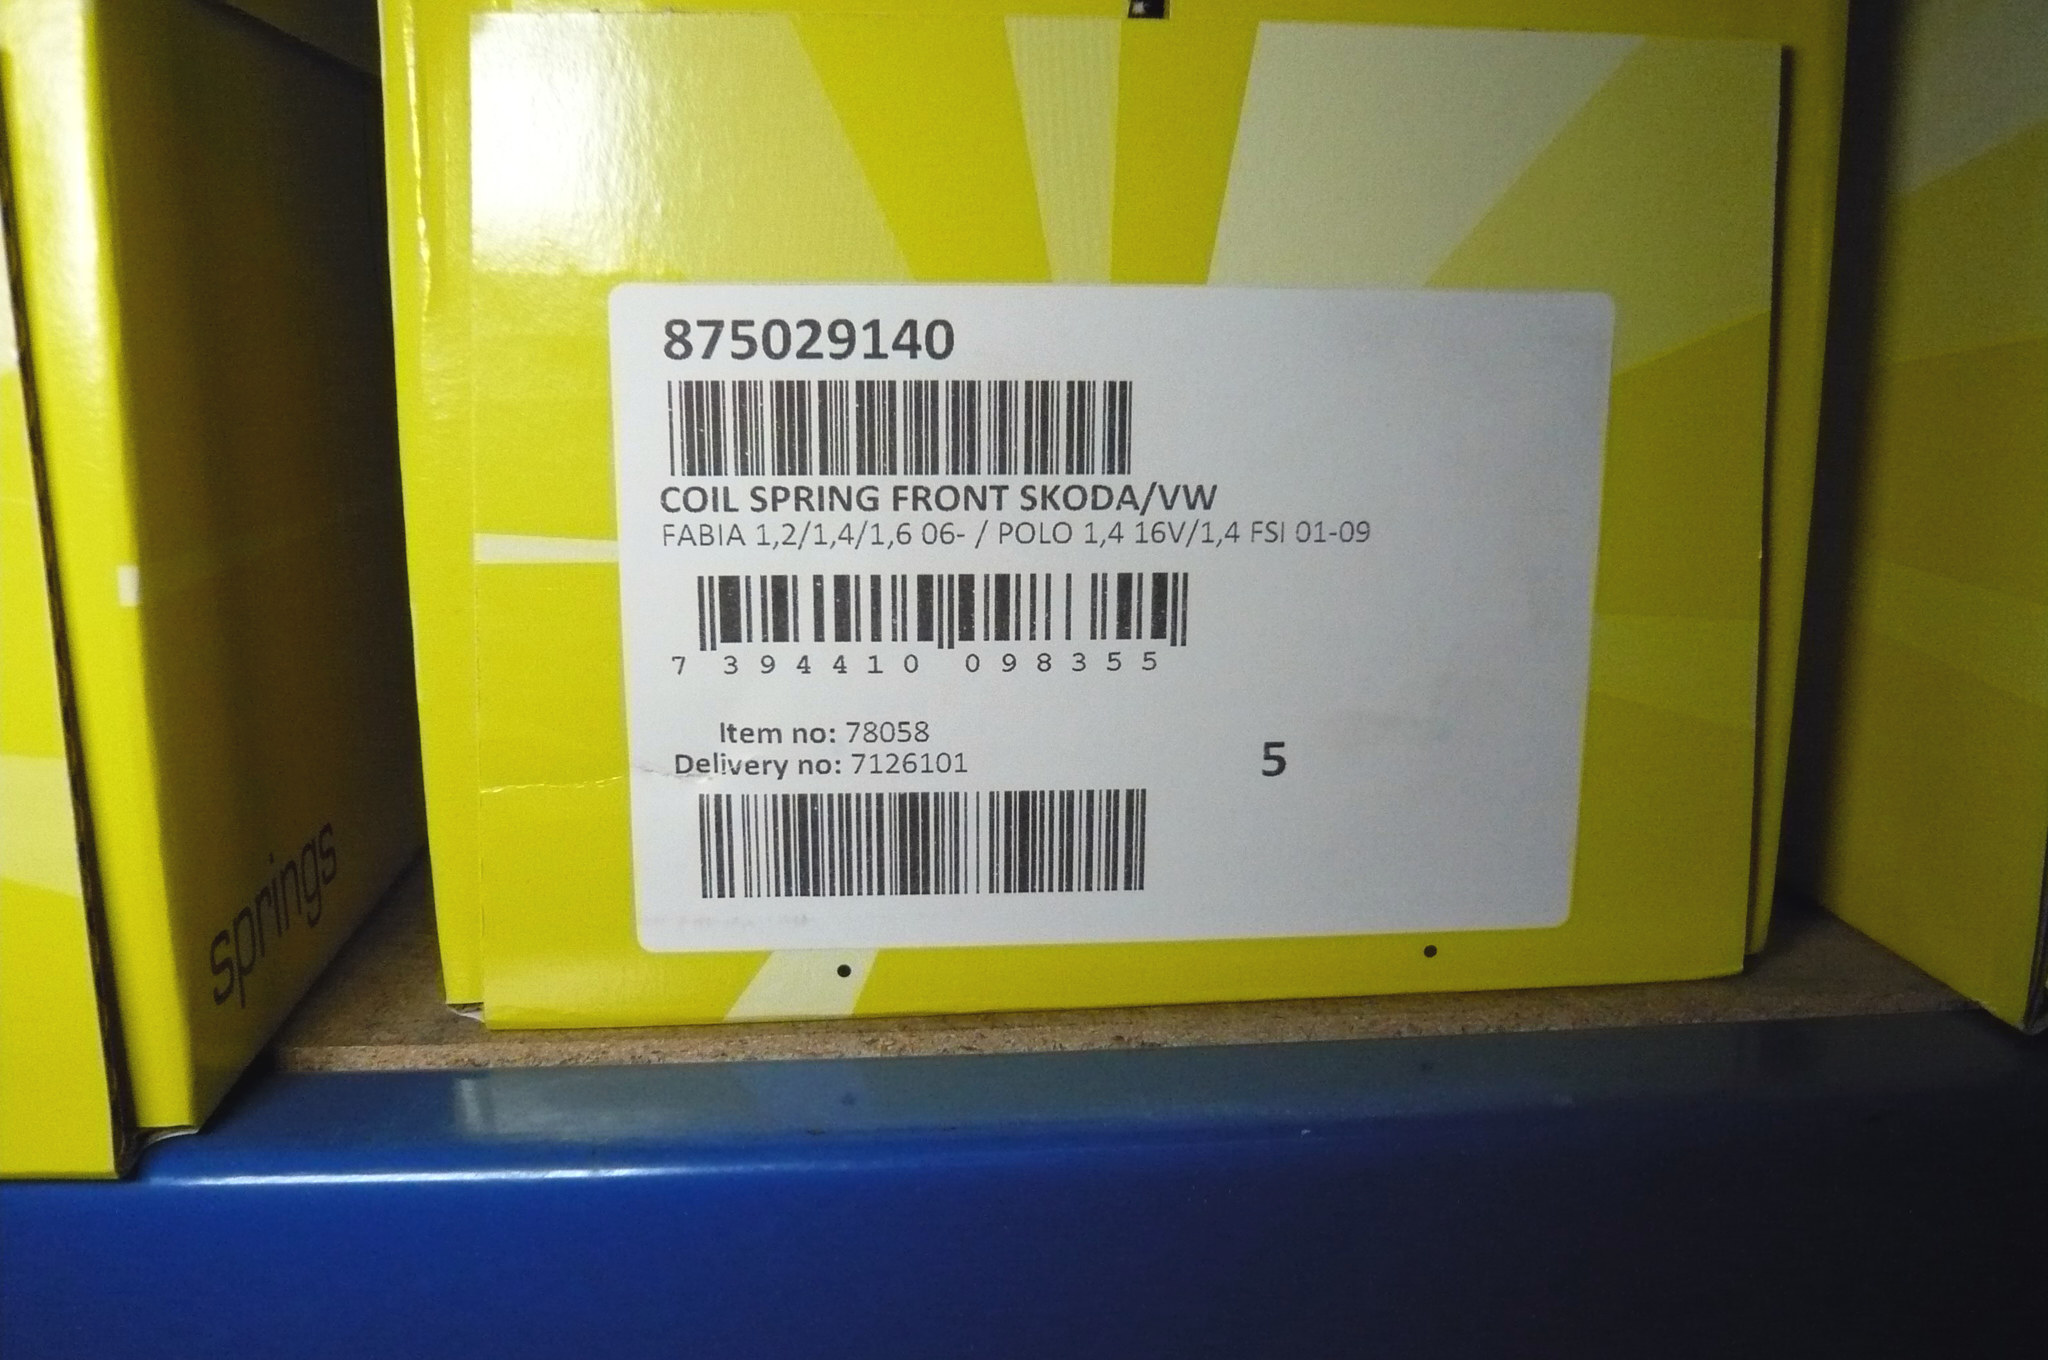 875029140
COIL SPRING FRONT SKODA/VW
FABIA 1,2/1,4/1,6 06- / POLO 1,4 16V/1,4 FSI 01-09
7 394410 098355
Item no: 78058
Delivery no: 7126101
5
springs